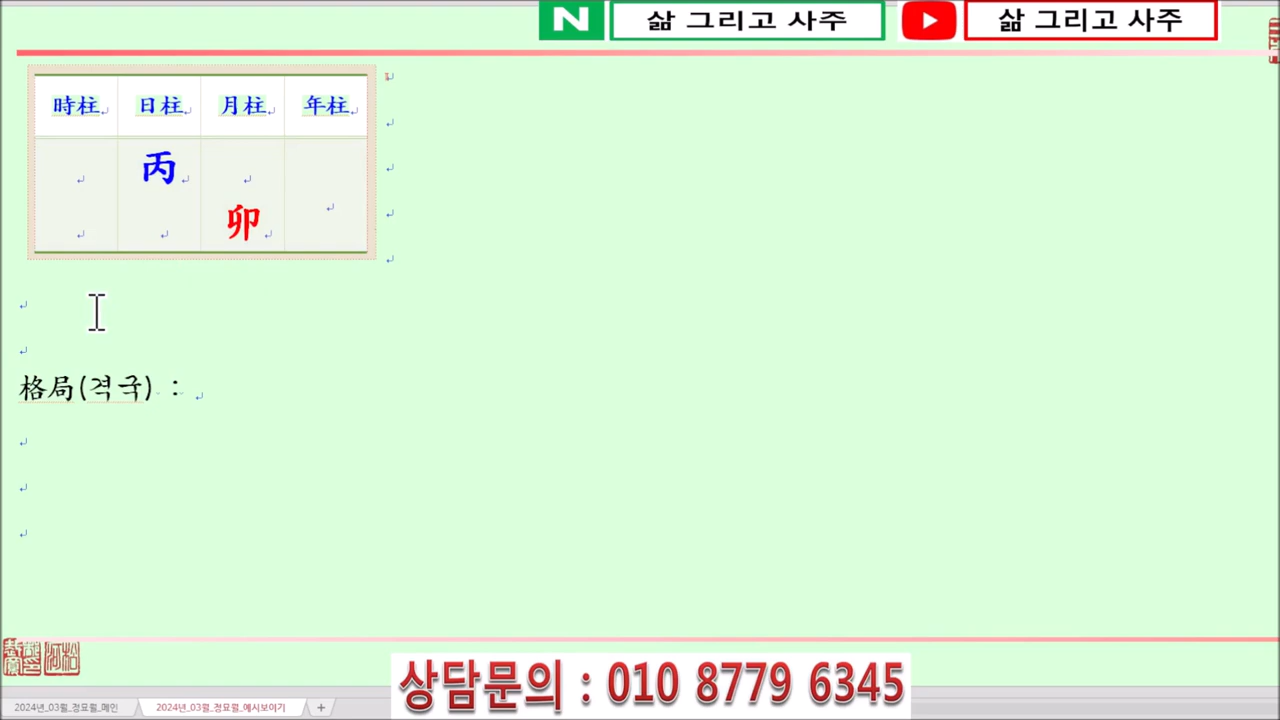 N 삶 그리고 사주 삶 그리고 사주
時柱 日柱 月柱 年柱
丙
卯
格局(격국) :
상담문의 : 010 8779 6345
2024년_03월_정묘월_메인 2024년_03월_정묘월_예시보이기 +